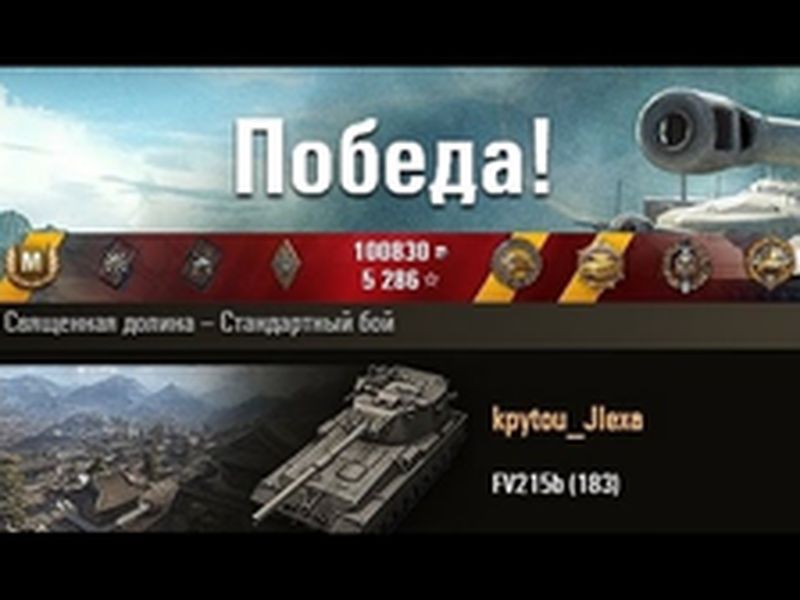 Победа!
M
100830
5 286
Священная долина – Стандартный бой
kpytou_Jlexa
FV215b (183)